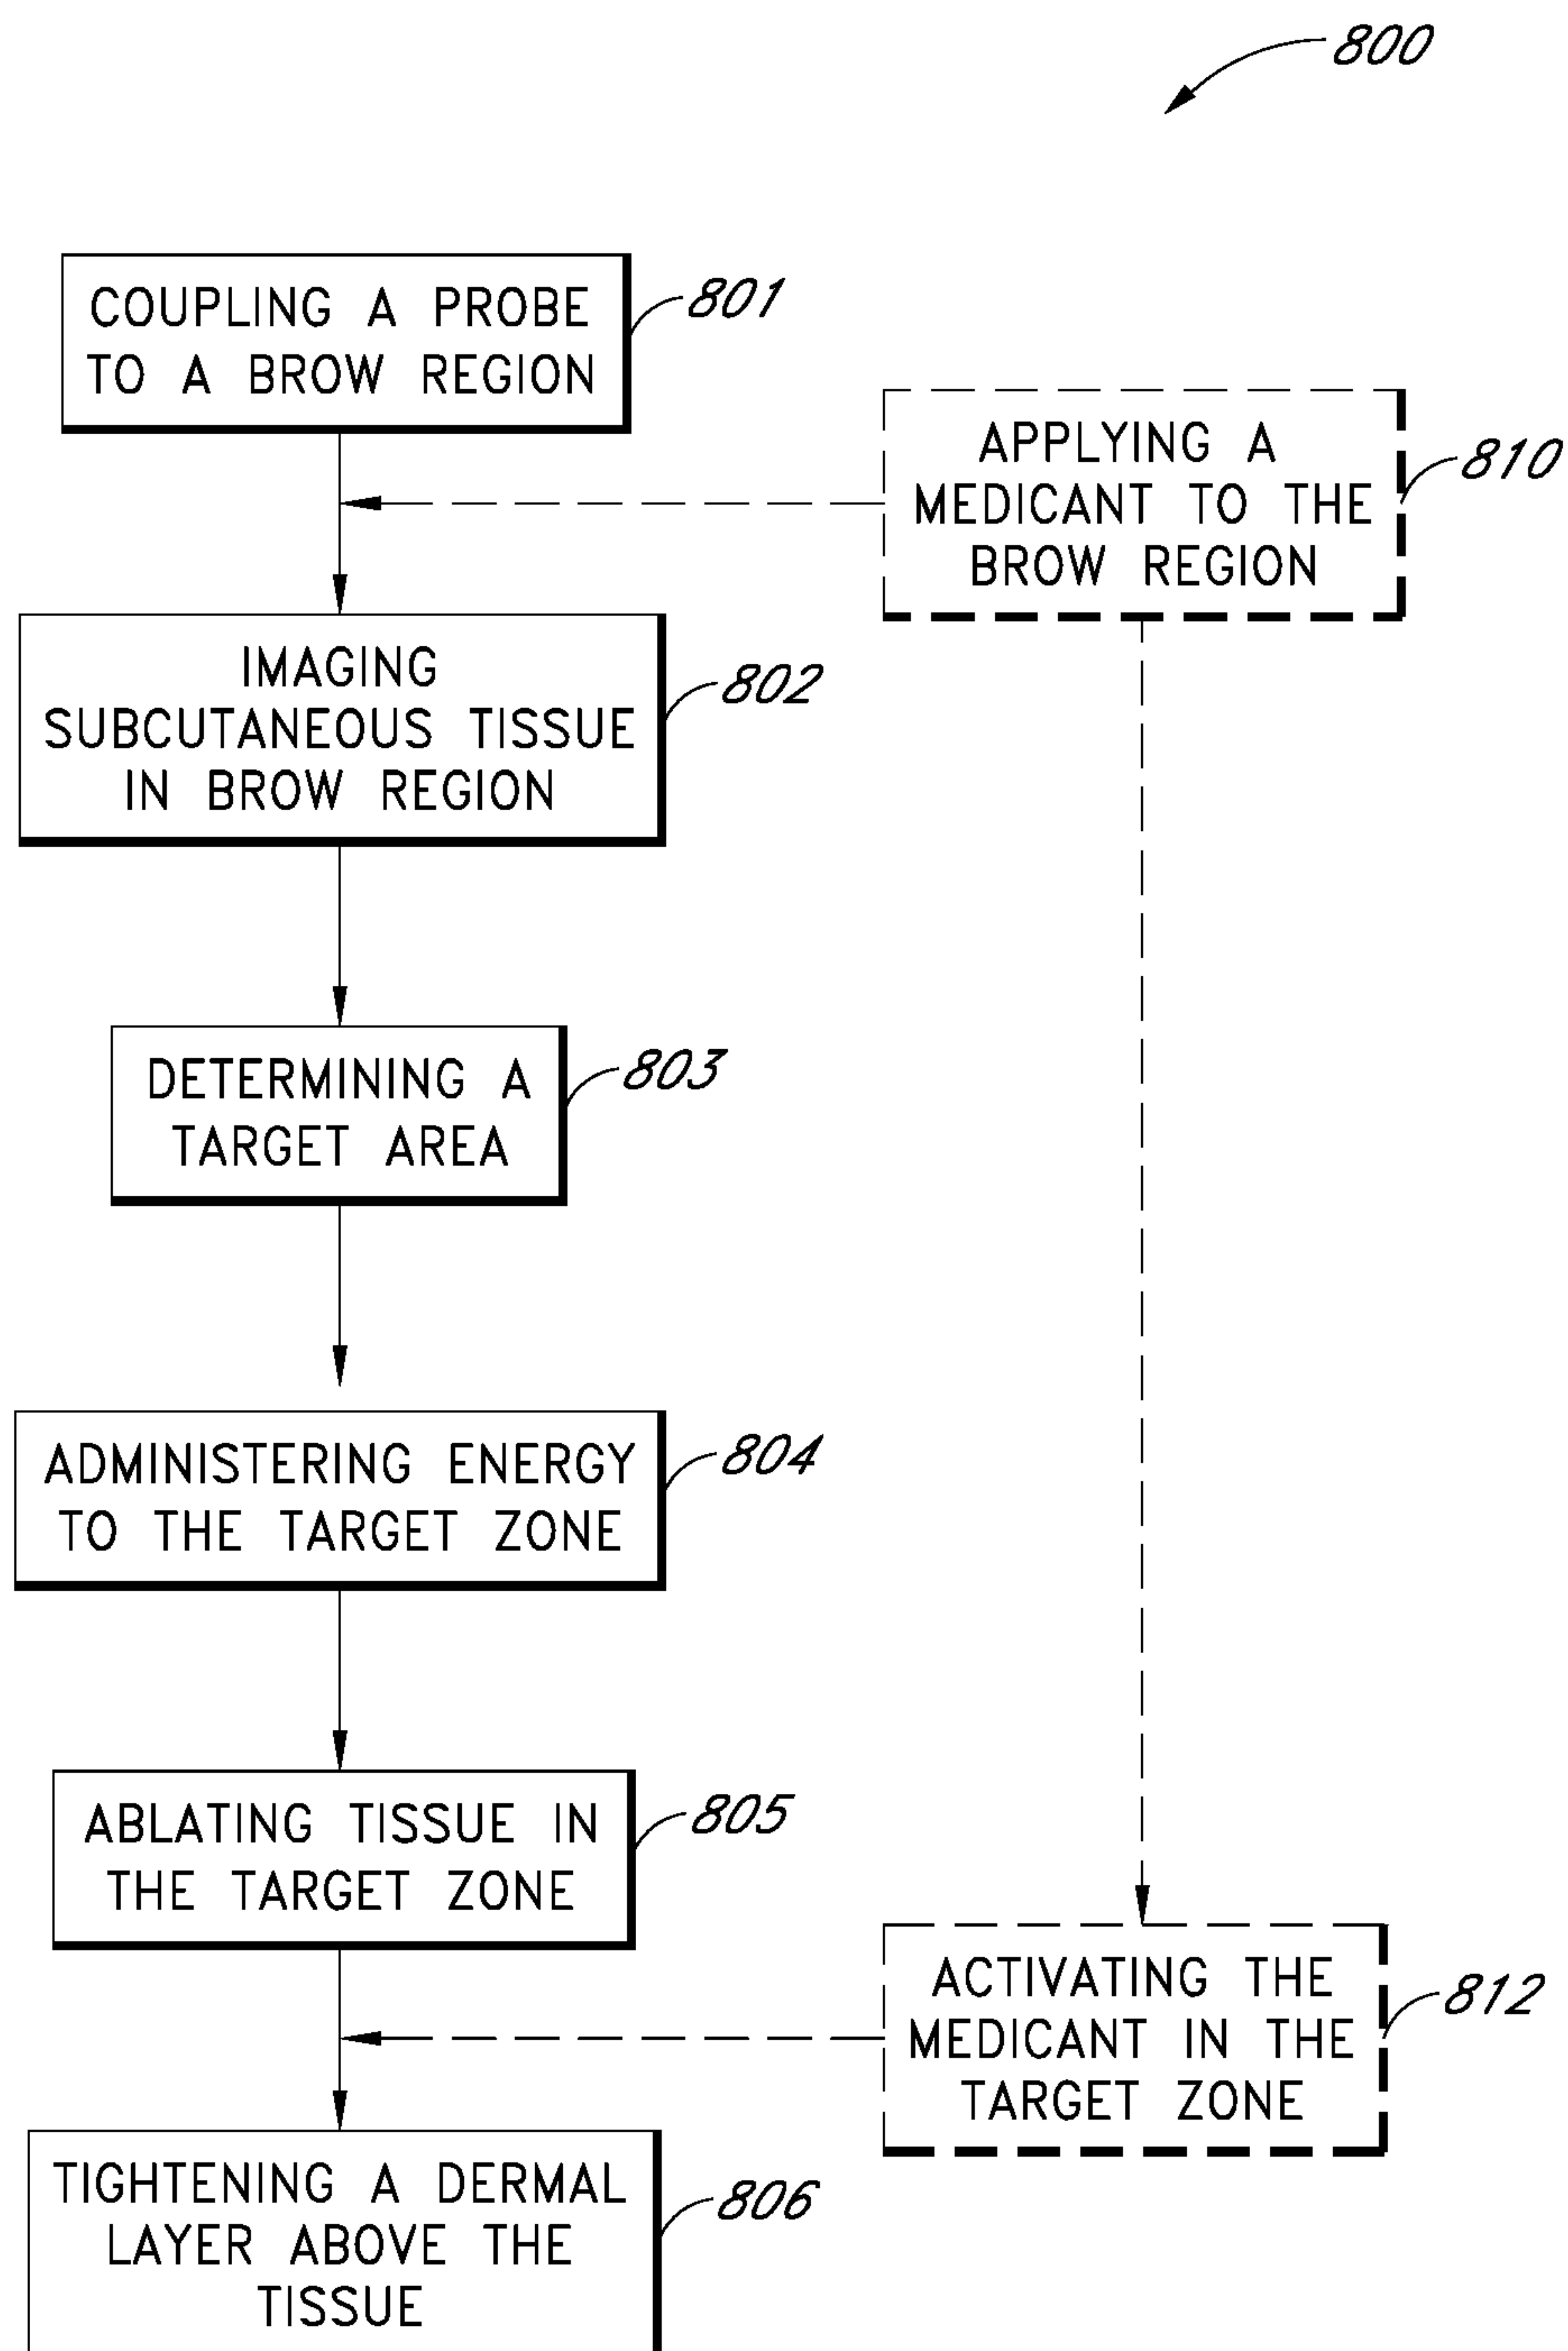 800
COUPLING A PROBE
TO A BROW REGION
801
APPLYING A
MEDICANT TO THE
BROW REGION
810
IMAGING
SUBCUTANEOUS TISSUE
IN BROW REGION
802
DETERMINING A
TARGET AREA
803
ADMINISTERING ENERGY
TO THE TARGET ZONE
804
ABLATING TISSUE IN
THE TARGET ZONE
805
ACTIVATING THE
MEDICANT IN THE
TARGET ZONE
812
TIGHTENING A DERMAL
LAYER ABOVE THE
TISSUE
806